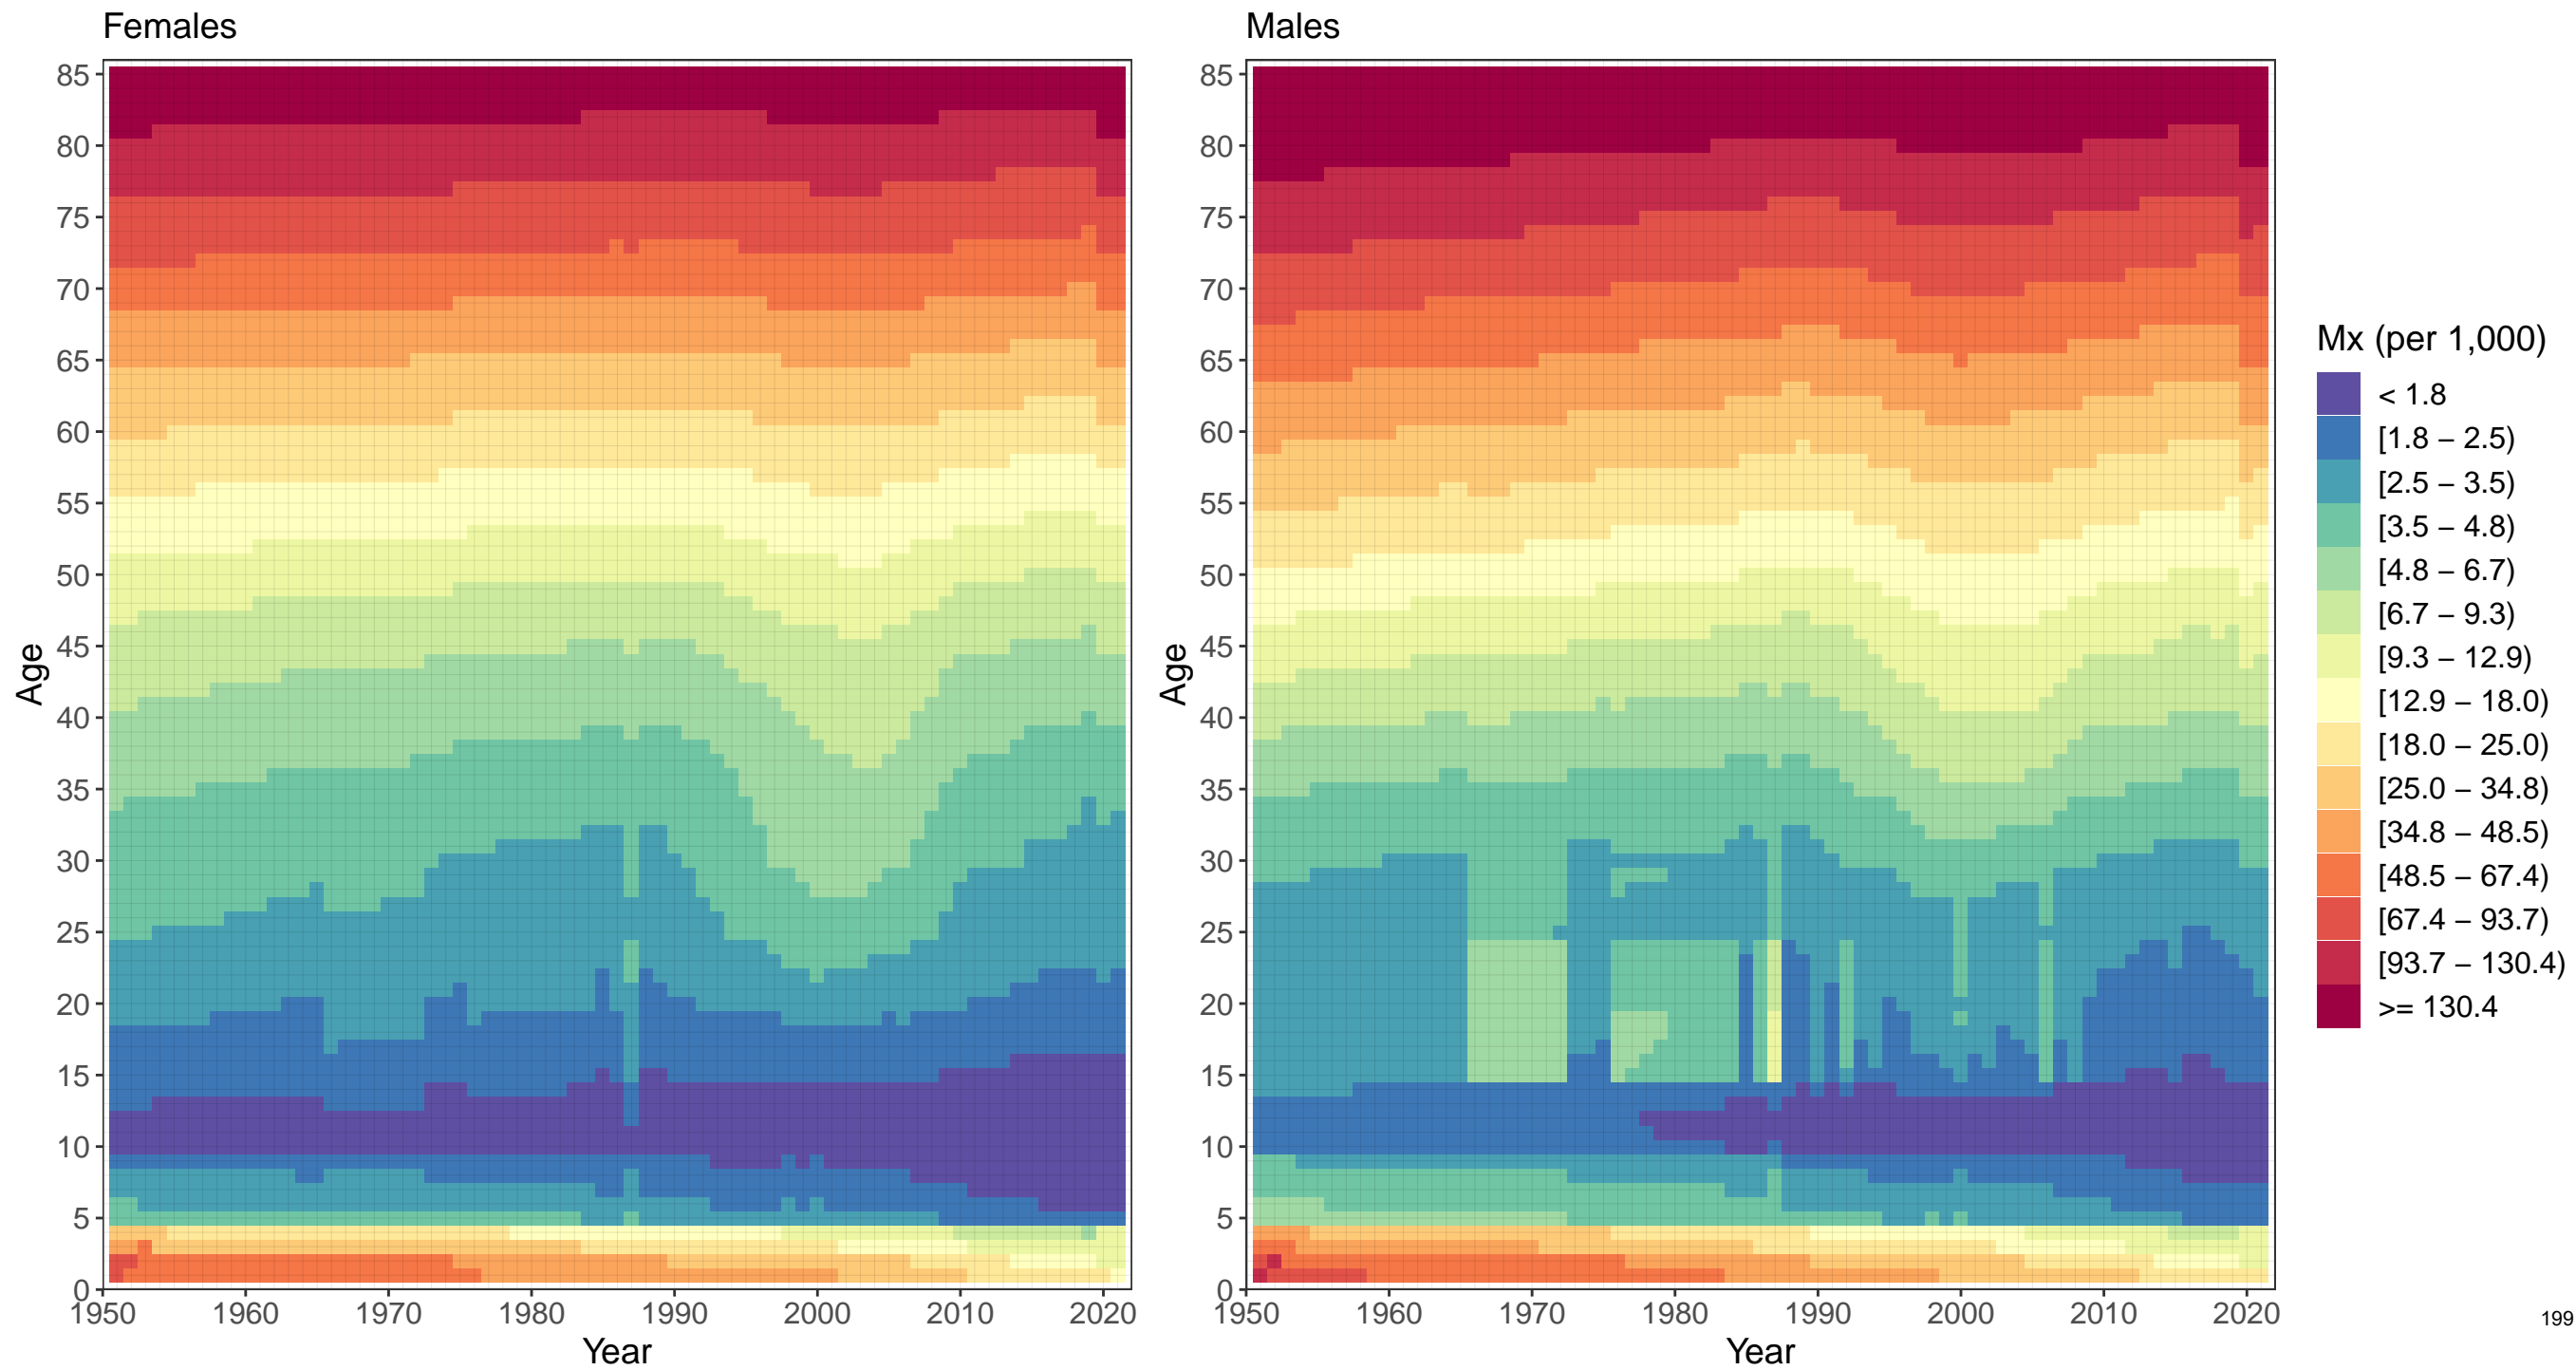 Females
Males
85
80
75
70
65
60
55
50
45
40
35
30
25
20
15
10
5
0
Age
1950
1960
1970
1980
1990
2000
2010
2020
Year
85
80
75
70
65
60
55
50
45
40
35
30
25
20
15
10
5
0
Age
1950
1960
1970
1980
1990
2000
2010
2020
Year
Mx (per 1,000)
< 1.8
[1.8 − 2.5)
[2.5 − 3.5)
[3.5 − 4.8)
[4.8 − 6.7)
[6.7 − 9.3)
[9.3 − 12.9)
[12.9 − 18.0)
[18.0 − 25.0)
[25.0 − 34.8)
[34.8 − 48.5)
[48.5 − 67.4)
[67.4 − 93.7)
[93.7 − 130.4)
>= 130.4
199